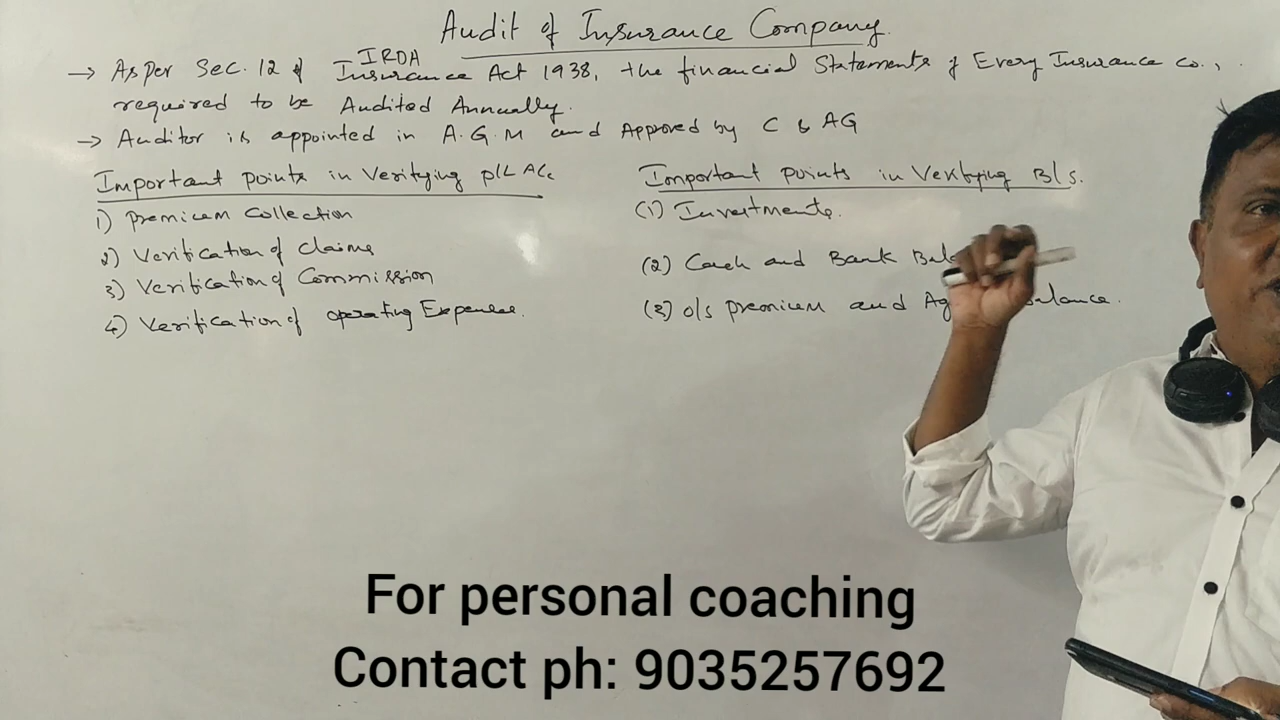 Audit of Insurance Company.
IRDA
→ As per Sec. 12 of Insurance Act 1938, the financial Statements of Every Insurance co.,
required to be Audited Annually.
→ Auditor is appointed in A.G.M and Approved by C & AG
Important points in Verifying P/L A/c
1) Premium Collection
2) Verification of claims
3) Verification of Commission
4) Verification of operating Expenses.
Important points in Verifying B/s.
(1) Investments.
(2) Cash and Bank
(3) o/s premium and
For personal coaching
Contact ph: 9035257692